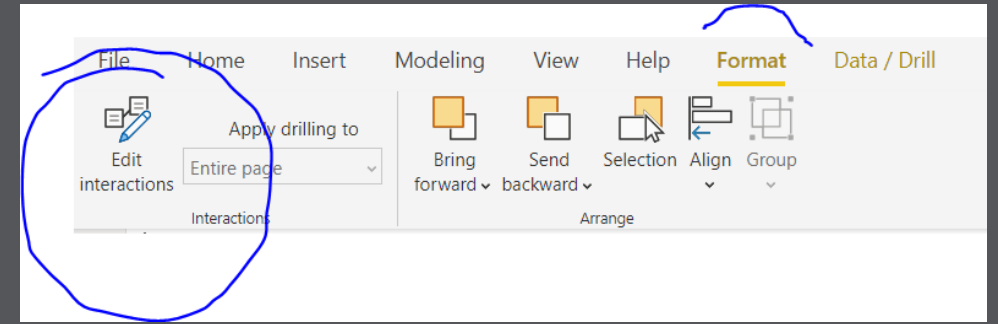 File Home Insert Modeling View Help Format Data / Drill
Edit interactions
Apply drilling to
Entire page
Interactions
Bring forward
Send backward
Selection
Align
Group
Arrange